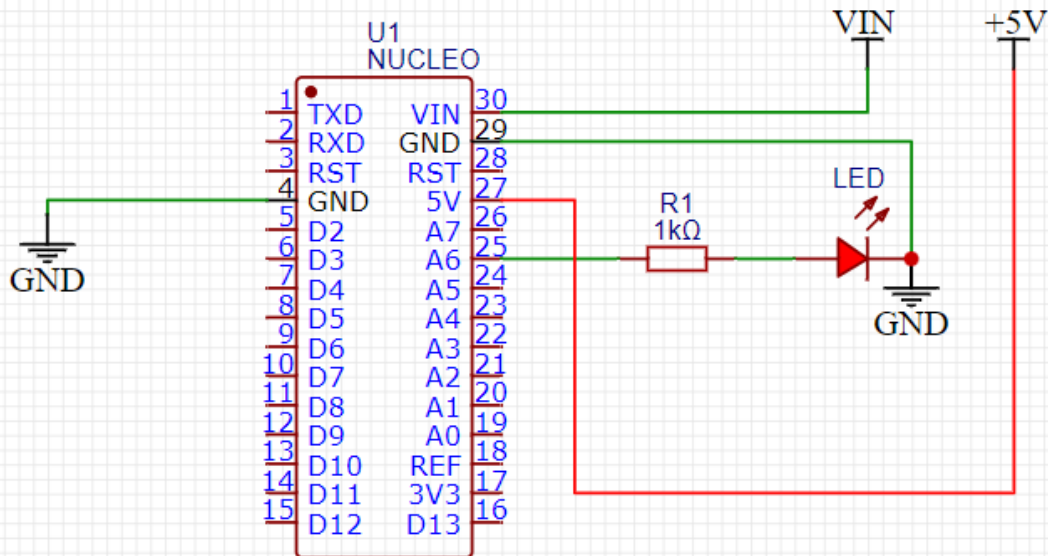 VIN +5V
U1
NUCLEO
1 TXD VIN 30
2 RXD GND 29
3 RST RST 28
4 GND 5V 27
5 D2 A7 26
6 D3 A6 25
7 D4 A5 24
8 D5 A4 23
9 D6 A3 22
10 D7 A2 21
11 D8 A1 20
12 D9 A0 19
13 D10 REF 18
14 D11 3V3 17
15 D12 D13 16
GND
R1
1kΩ
LED
GND